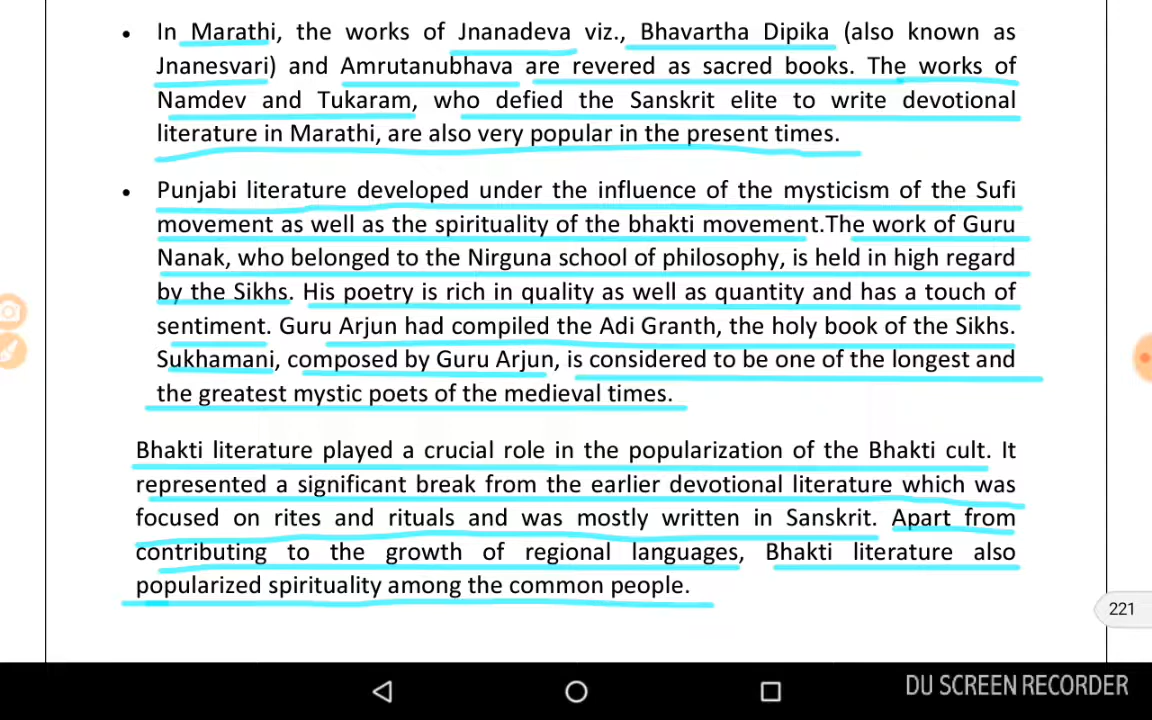 • In Marathi, the works of Jnanadeva viz., Bhavartha Dipika (also known as
Jnanesvari) and Amrutanubhava are revered as sacred books. The works of
Namdev and Tukaram, who defied the Sanskrit elite to write devotional
literature in Marathi, are also very popular in the present times.
• Punjabi literature developed under the influence of the mysticism of the Sufi
movement as well as the spirituality of the bhakti movement.The work of Guru
Nanak, who belonged to the Nirguna school of philosophy, is held in high regard
by the Sikhs. His poetry is rich in quality as well as quantity and has a touch of
sentiment. Guru Arjun had compiled the Adi Granth, the holy book of the Sikhs.
Sukhamani, composed by Guru Arjun, is considered to be one of the longest and
the greatest mystic poets of the medieval times.
Bhakti literature played a crucial role in the popularization of the Bhakti cult. It
represented a significant break from the earlier devotional literature which was
focused on rites and rituals and was mostly written in Sanskrit. Apart from
contributing to the growth of regional languages, Bhakti literature also
popularized spirituality among the common people.
221
DU SCREEN RECORDER